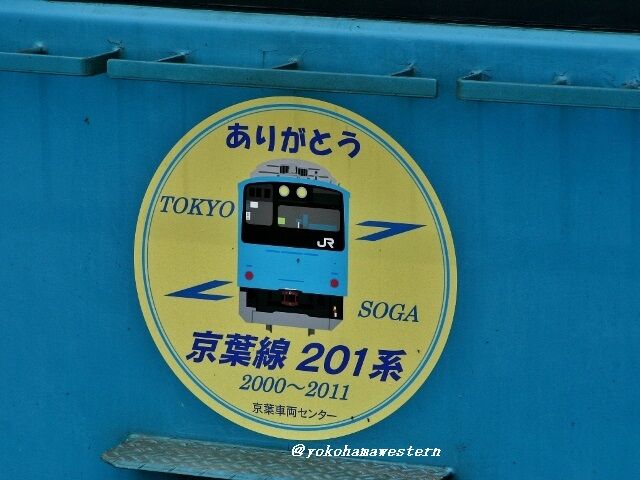 ありがとう
TOKYO
JR
SOGA
京葉線 201系
2000～2011
京葉車両センター
@yokohamawestern